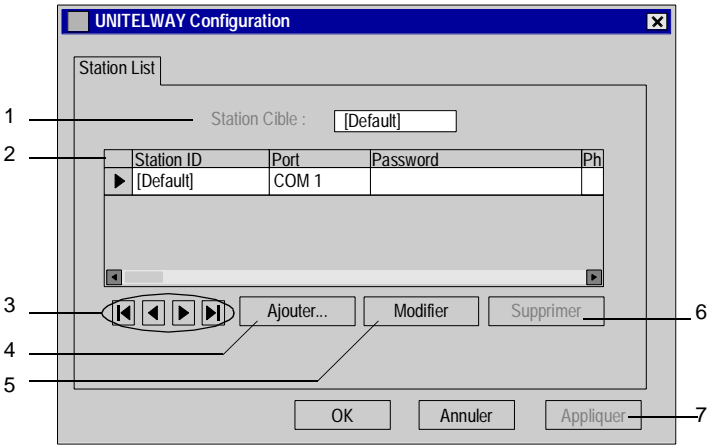 UNITELWAY Configuration
Station List
1
Station Cible :
[Default]
2
Station ID Port Password Ph
[Default] COM 1
3
Ajouter... Modifier Supprimer
6
4
5
OK Annuler Appliquer
7